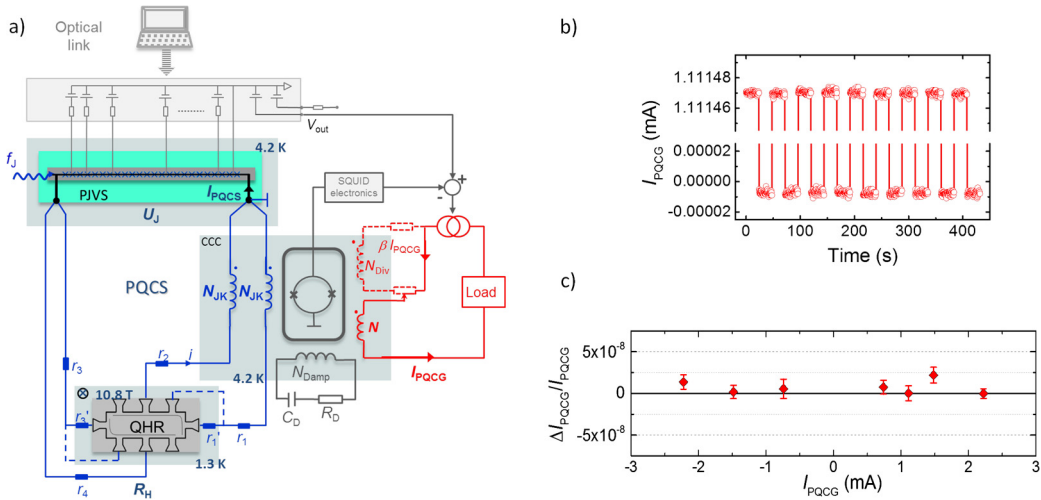 a)
Optical
link
V_out
4.2 K
f_J
PJVS
I_PQCS
U_J
SQUID
electronics
+
-
CCC
β I_PQCG
N_Div
PQCS
N_JK
N_JK
Load
N
r_2
i
I_PQCG
r_3
4.2 K
N_Damp
C_D
R_D
10.8 T
r_3'
QHR
r_1'
r_1
1.3 K
r_4
R_H
b)
I_PQCG (mA)
1.11148
1.11146
0.00002
0.00000
-0.00002
0
100
200
300
400
Time (s)
c)
ΔI_PQCG/I_PQCG
5x10^-8
0
-5x10^-8
-3
-2
-1
0
1
2
3
I_PQCG (mA)